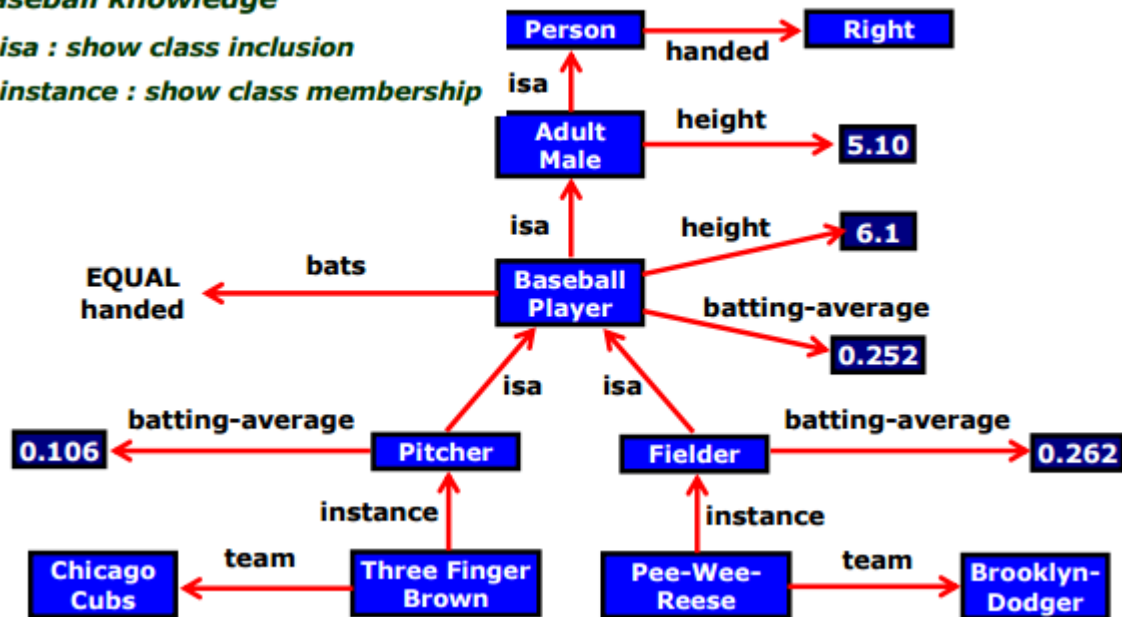 aseball knowledge
isa : show class inclusion
instance : show class membership
Person
handed
Right
isa
Adult
Male
height
5.10
isa
height
6.1
bats
EQUAL
handed
Baseball
Player
batting-average
0.252
isa
isa
batting-average
batting-average
0.106
Pitcher
Fielder
0.262
instance
instance
team
team
Chicago
Cubs
Three Finger
Brown
Pee-Wee-
Reese
Brooklyn-
Dodger